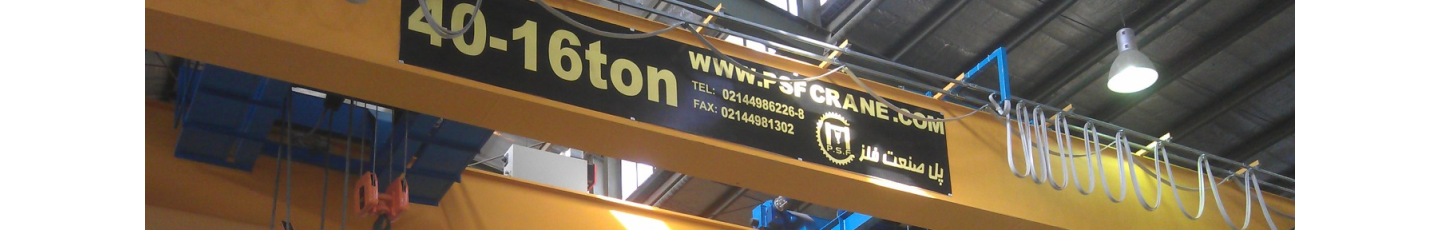 40-16ton
WWW.PSFCRANE.COM
TEL: 02144986226-8
FAX: 02144981302
P.S.F
پل صنعت فلز